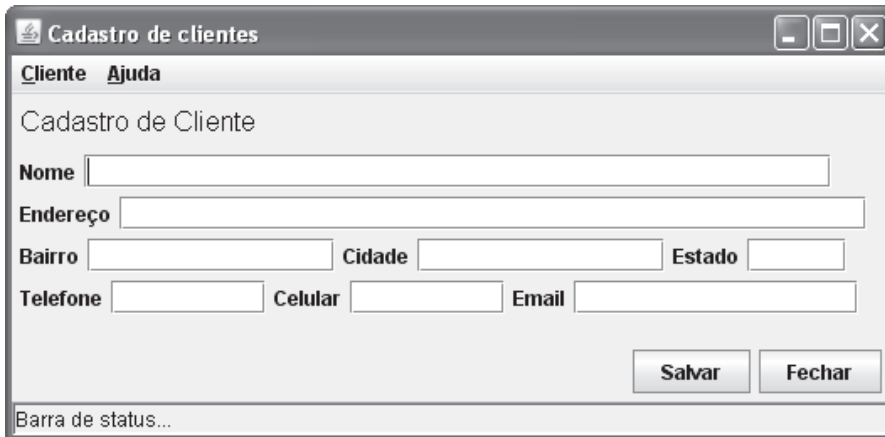 Cadastro de clientes
Cliente Ajuda
Cadastro de Cliente
Nome
Endereço
Bairro Cidade Estado
Telefone Celular Email
Salvar Fechar
Barra de status...